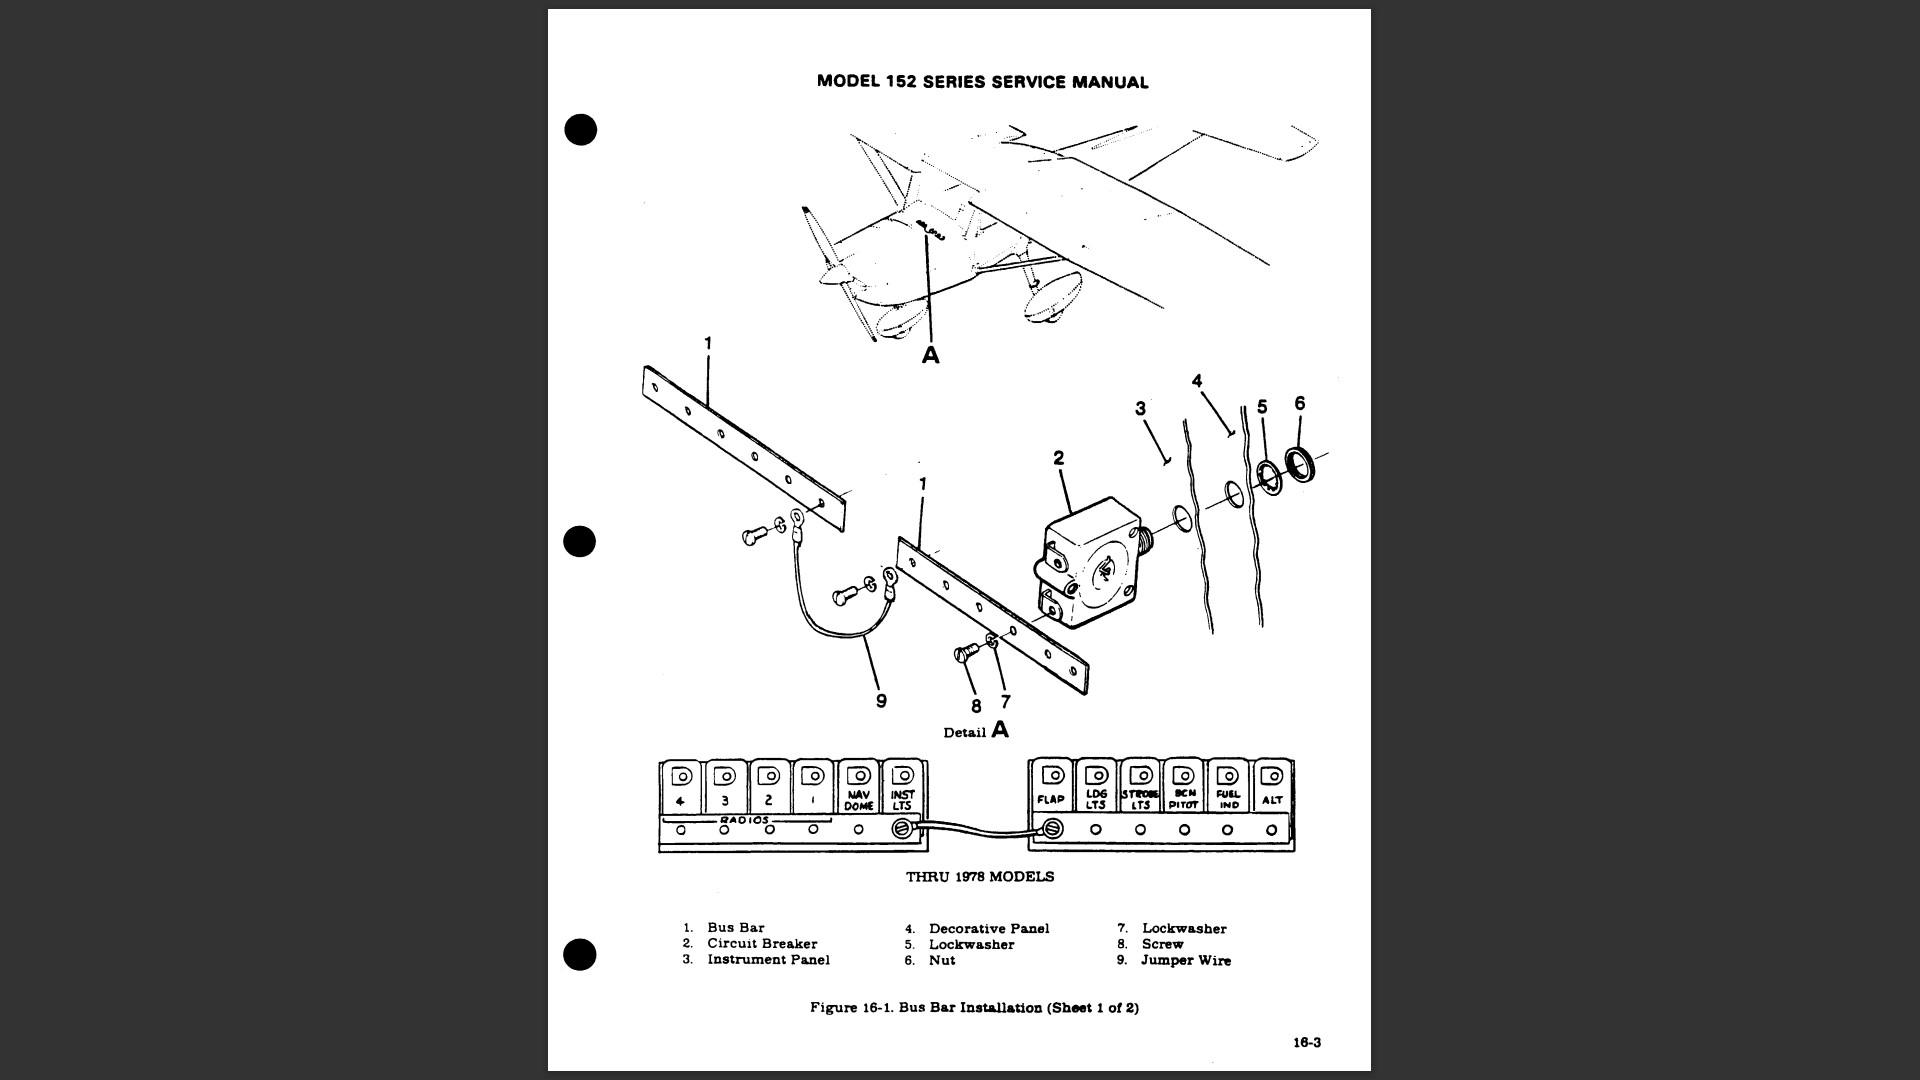 MODEL 152 SERIES SERVICE MANUAL
A
1
4
3
5
6
2
1
9
8
7
Detail A
4 3 2 1 NAV DOME INST LTS
RADIOS
FLAP LDG LTS STROBE LTS BCN PITOT FUEL IND ALT
THRU 1978 MODELS
1. Bus Bar
2. Circuit Breaker
3. Instrument Panel
4. Decorative Panel
5. Lockwasher
6. Nut
7. Lockwasher
8. Screw
9. Jumper Wire
Figure 16-1. Bus Bar Installation (Sheet 1 of 2)
16-3